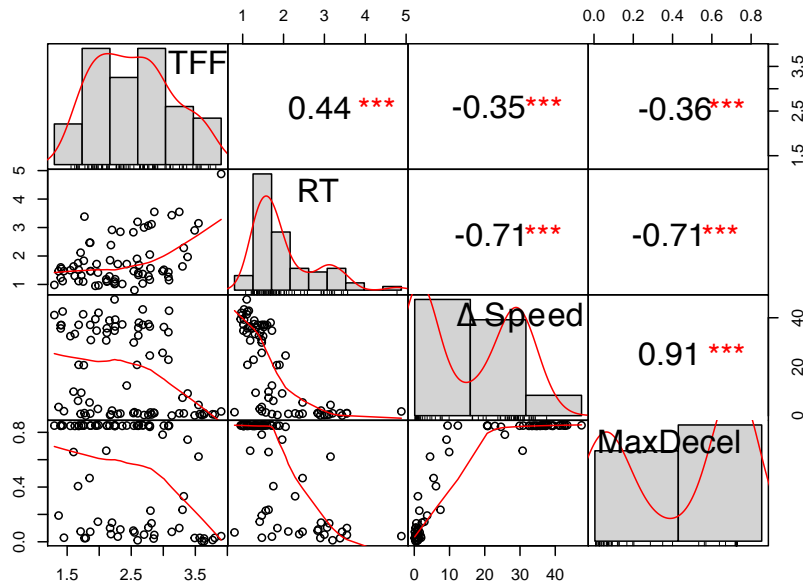 1 2 3 4 5
0.0 0.2 0.4 0.6 0.8
TFF
0.44 ***
-0.35***
-0.36***
1.5 2.5 3.5
1 2 3 4 5
RT
-0.71***
-0.71***
Δ Speed
0.91 ***
0 20 40
0.0 0.4 0.8
MaxDecel
1.5 2.5 3.5
0 10 20 30 40